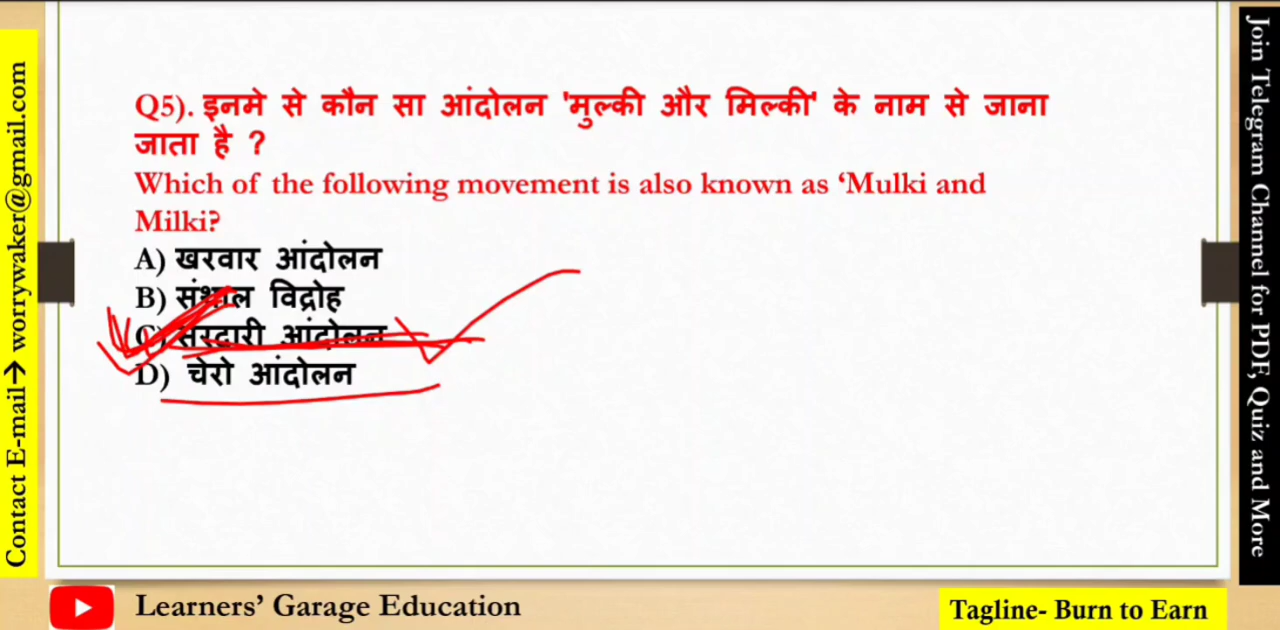 Q5). इनमे से कौन सा आंदोलन 'मुल्की और मिल्की' के नाम से जाना
जाता है ?
Which of the following movement is also known as ‘Mulki and
Milki?
A) खरवार आंदोलन
B) संथाल विद्रोह
C) सरदारी आंदोलन
D) चेरो आंदोलन
Contact E-mail→ worrywaker@gmail.com
Join Telegram Channel for PDF, Quiz and More
Learners’ Garage Education
Tagline- Burn to Earn